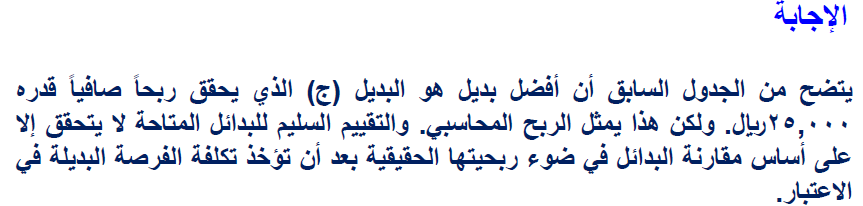 الإجابة
يتضح من الجدول السابق أن أفضل بديل هو البديل (ج) الذي يحقق ربحاً صافياً قدره
٢٥,٠٠٠ريال. ولكن هذا يمثل الربح المحاسبي. والتقييم السليم للبدائل المتاحة لا يتحقق إلا
على أساس مقارنة البدائل في ضوء ربحيتها الحقيقية بعد أن تؤخذ تكلفة الفرصة البديلة في
الاعتبار.